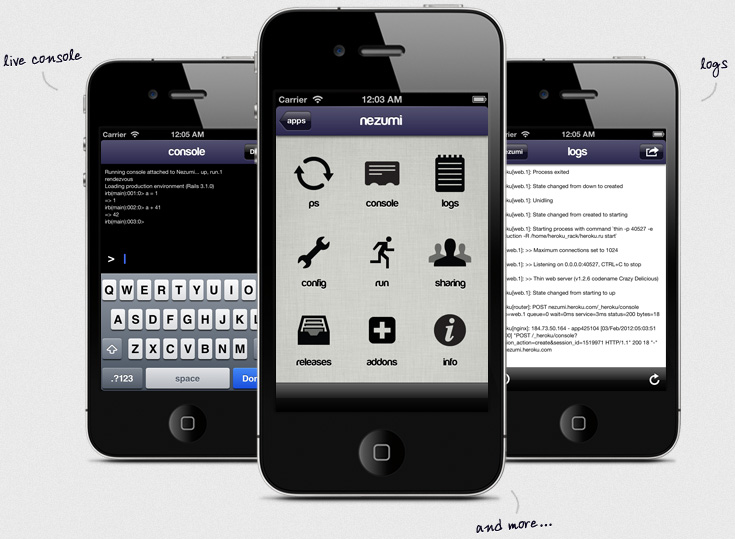 live console
logs
and more...
Carrier
12:05 AM
console
Running console attached to Nezumi... up, run.1
rendezvous
Loading production environment (Rails 3.1.0)
irb(main):001:0> a = 1
=> 1
irb(main):002:0> a + 41
=> 42
irb(main):003:0>
>
Q W E R T Y U I O
A S D F G H J K L
Z X C V B N M
.?123 space Don
Carrier 12:03 AM
apps nezumi
ps console logs
config run sharing
releases addons info
rier 12:05 AM
ezumi logs
ku[web.1]: Process exited
ku[web.1]: State changed from down to created
ku[web.1]: Unidling
ku[web.1]: State changed from created to starting
ku[web.1]: Starting process with command `thin -p 40527 -e
uction -R /home/heroku_rack/heroku.ru start`
web.1]: >> Maximum connections set to 1024
web.1]: >> Listening on 0.0.0.0:40527, CTRL+C to stop
web.1]: >> Thin web server (v1.2.6 codename Crazy Delicious)
ku[web.1]: State changed from starting to up
ku[router]: POST nezumi.heroku.com/_heroku/console
=web.1 queue=0 wait=0ms service=3ms status=200 bytes=18
ku[nginx]: 184.73.50.164 - app425104 [03/Feb/2012:05:03:51
00] "POST /_heroku/console?
ion_action=create&session_id=1519971 HTTP/1.1" 200 18 "-"
ezumi.heroku.com